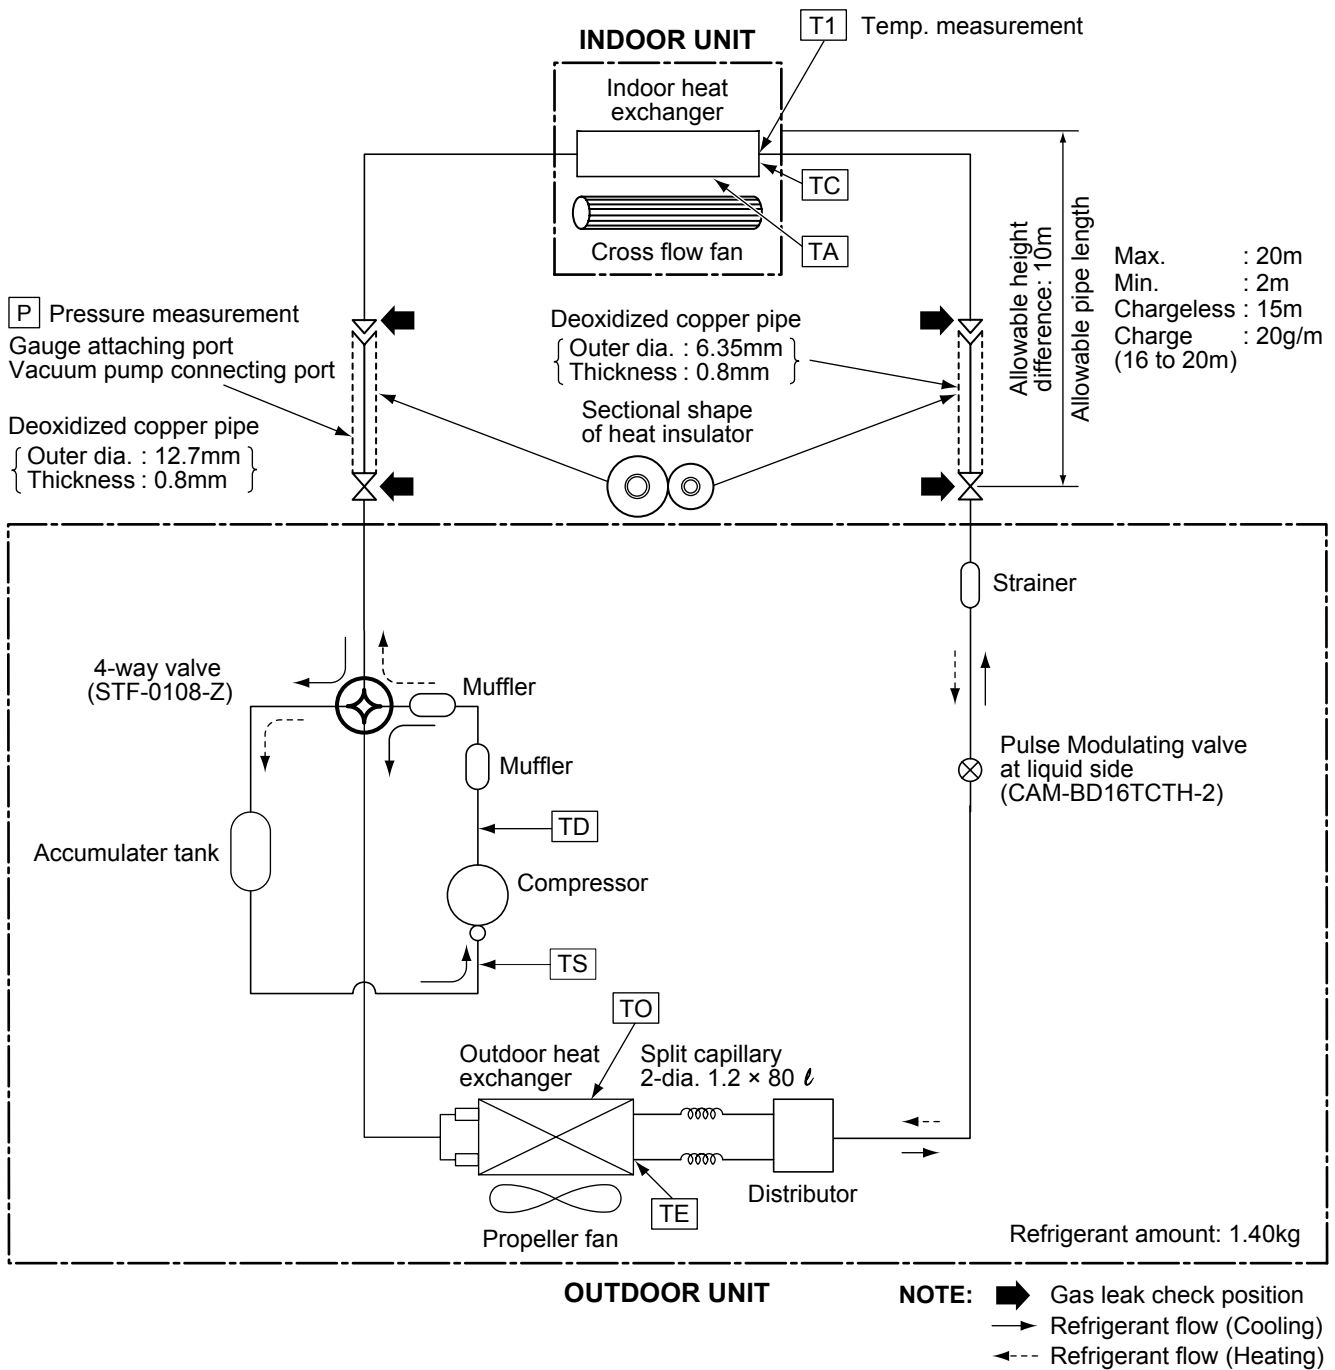 T1 Temp. measurement
INDOOR UNIT
Indoor heat
exchanger
TC
Cross flow fan
TA
Allowable height
difference: 10m
Allowable pipe length
Max. : 20m
Min. : 2m
Chargeless : 15m
Charge : 20g/m
(16 to 20m)
P Pressure measurement
Gauge attaching port
Vacuum pump connecting port
Deoxidized copper pipe
Outer dia. : 12.7mm
Thickness : 0.8mm
Deoxidized copper pipe
Outer dia. : 6.35mm
Thickness : 0.8mm
Sectional shape
of heat insulator
Strainer
4-way valve
(STF-0108-Z)
Muffler
Muffler
Pulse Modulating valve
at liquid side
(CAM-BD16TCTH-2)
TD
Accumulater tank
Compressor
TS
TO
Outdoor heat
exchanger
Split capillary
2-dia. 1.2 × 80 ℓ
Distributor
TE
Propeller fan
Refrigerant amount: 1.40kg
OUTDOOR UNIT
NOTE: Gas leak check position
Refrigerant flow (Cooling)
Refrigerant flow (Heating)